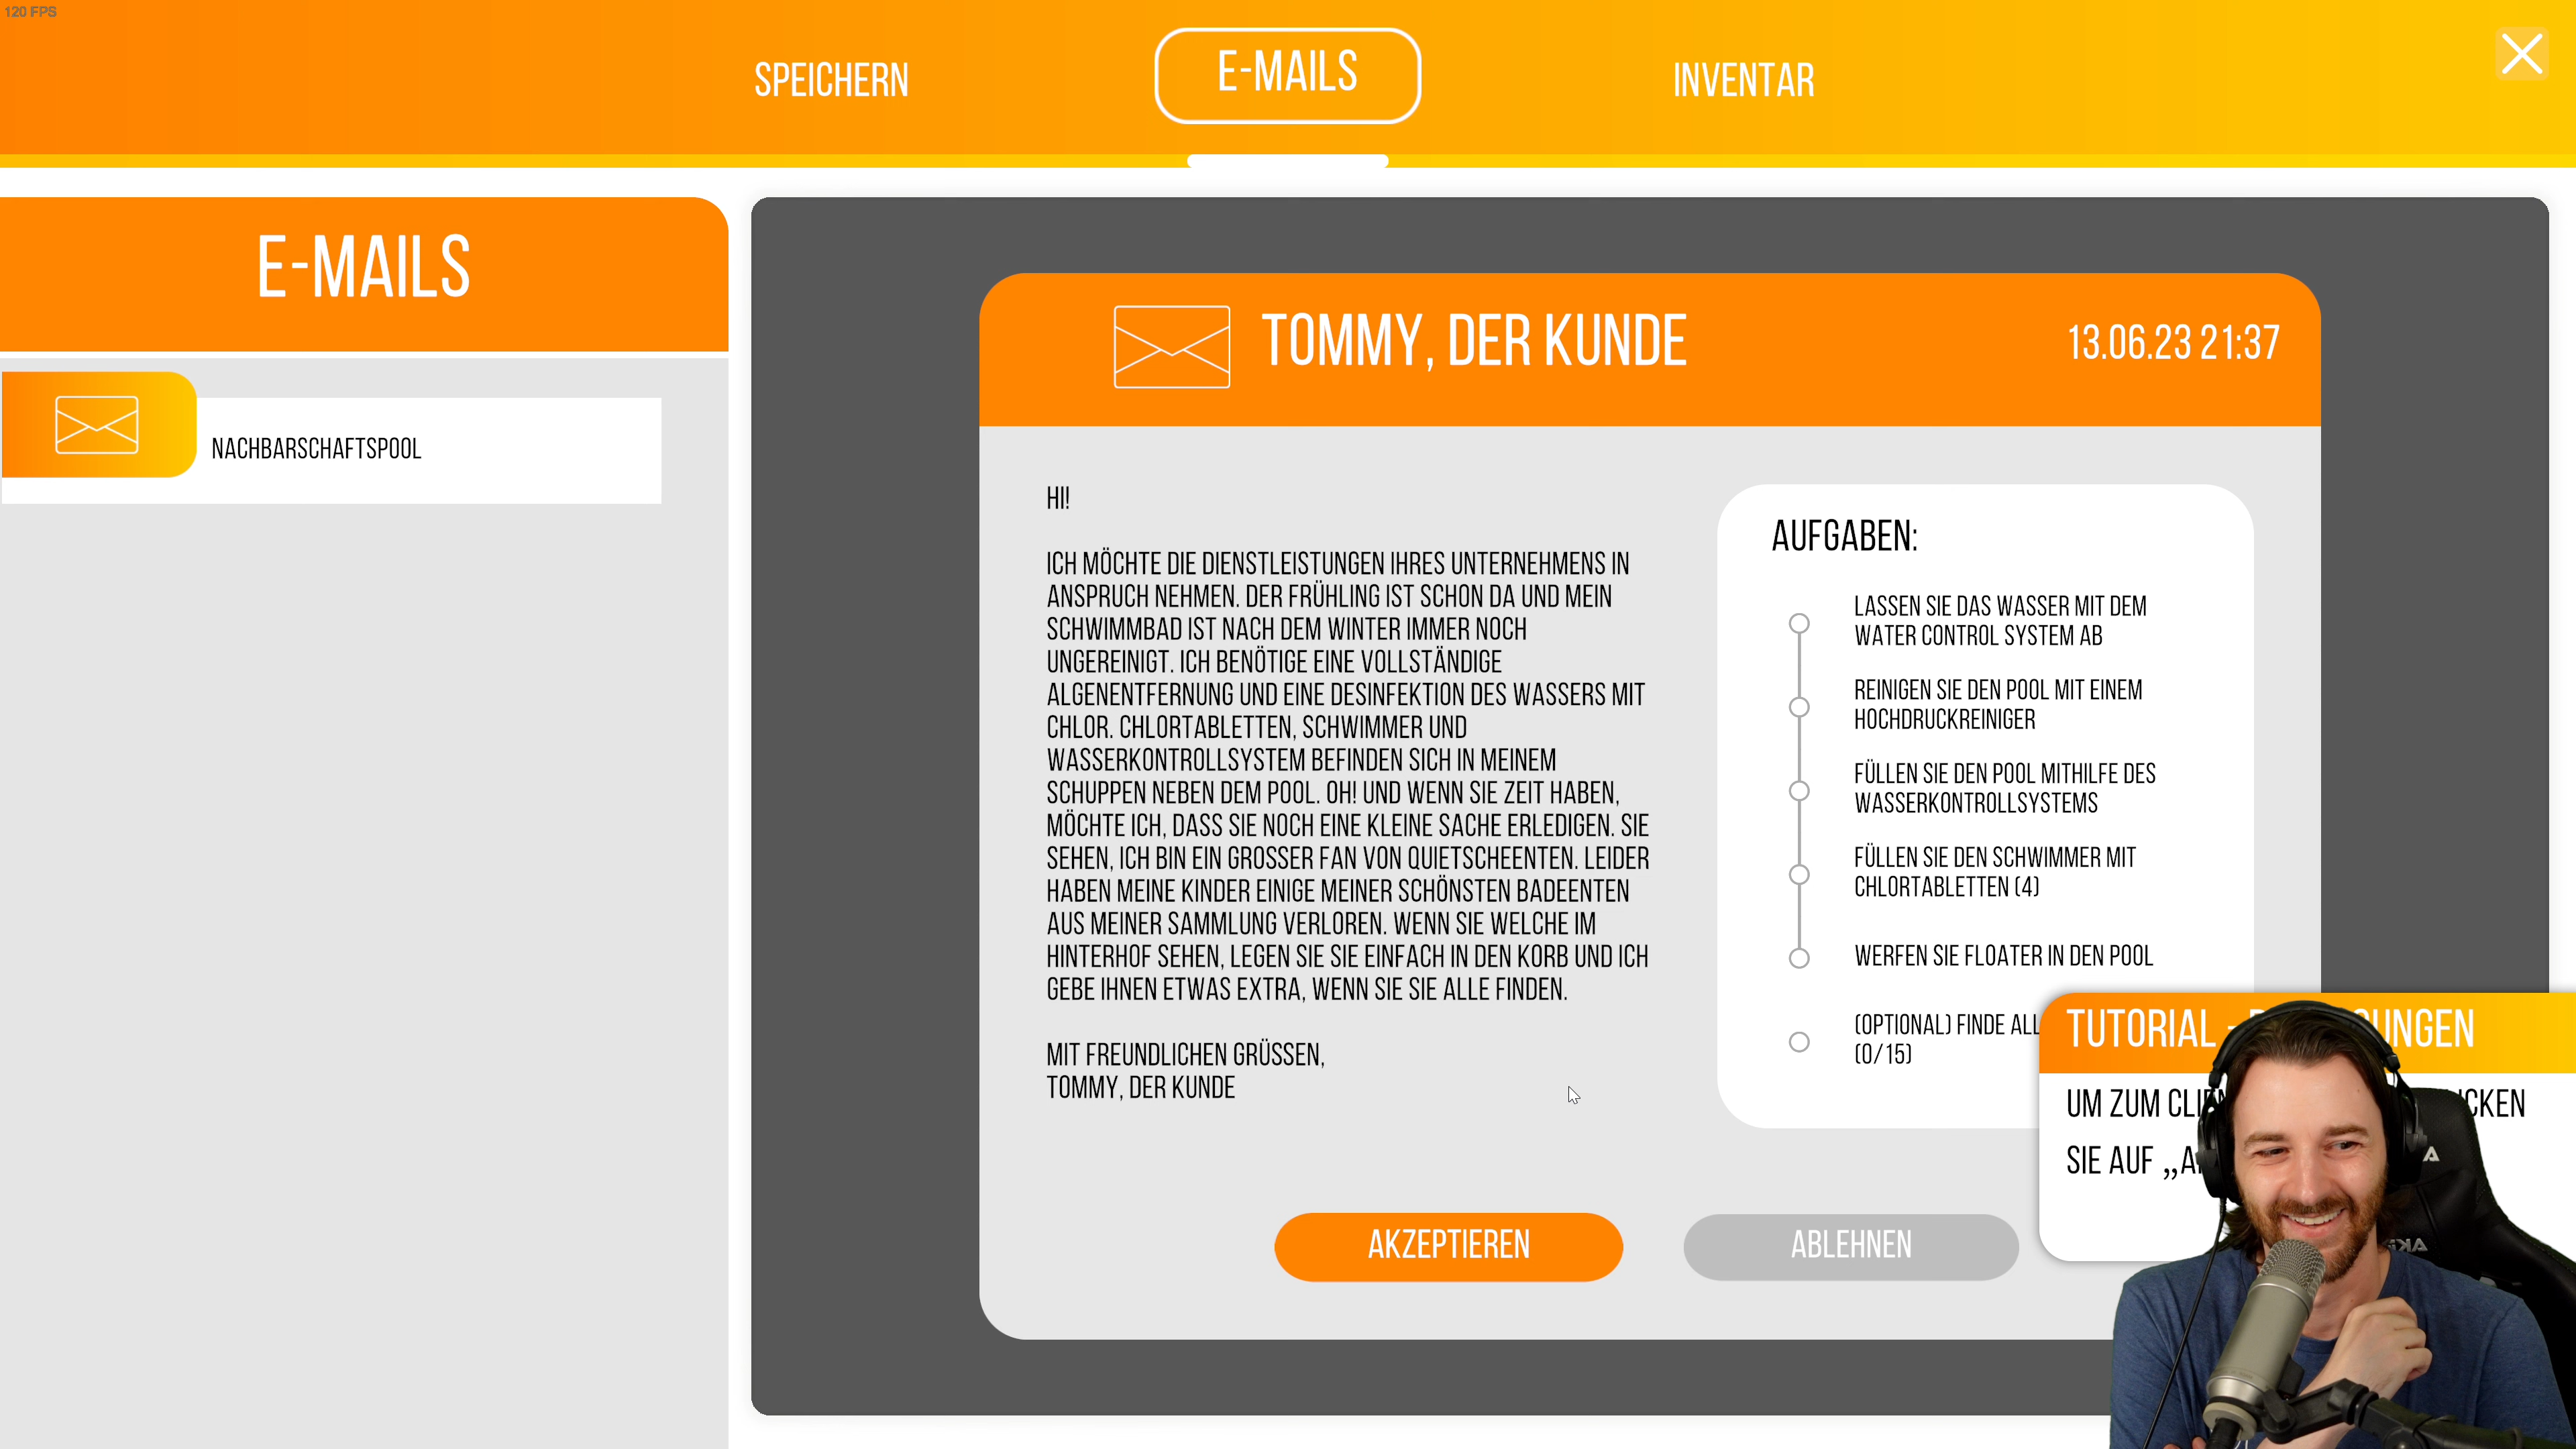 120 FPS
SPEICHERN
E-MAILS
INVENTAR
E-MAILS
NACHBARSCHAFTSPOOL
TOMMY, DER KUNDE
13.06.23 21:37
HI!
ICH MÖCHTE DIE DIENSTLEISTUNGEN IHRES UNTERNEHMENS IN
ANSPRUCH NEHMEN. DER FRÜHLING IST SCHON DA UND MEIN
SCHWIMMBAD IST NACH DEM WINTER IMMER NOCH
UNGEREINIGT. ICH BENÖTIGE EINE VOLLSTÄNDIGE
ALGENENTFERNUNG UND EINE DESINFEKTION DES WASSERS MIT
CHLOR. CHLORTABLETTEN, SCHWIMMER UND
WASSERKONTROLLSYSTEM BEFINDEN SICH IN MEINEM
SCHUPPEN NEBEN DEM POOL. OH! UND WENN SIE ZEIT HABEN,
MÖCHTE ICH, DASS SIE NOCH EINE KLEINE SACHE ERLEDIGEN. SIE
SEHEN, ICH BIN EIN GROSSER FAN VON QUIETSCHEENTEN. LEIDER
HABEN MEINE KINDER EINIGE MEINER SCHÖNSTEN BADEENTEN
AUS MEINER SAMMLUNG VERLOREN. WENN SIE WELCHE IM
HINTERHOF SEHEN, LEGEN SIE SIE EINFACH IN DEN KORB UND ICH
GEBE IHNEN ETWAS EXTRA, WENN SIE SIE ALLE FINDEN.
MIT FREUNDLICHEN GRÜSSEN,
TOMMY, DER KUNDE
AUFGABEN:
LASSEN SIE DAS WASSER MIT DEM
WATER CONTROL SYSTEM AB
REINIGEN SIE DEN POOL MIT EINEM
HOCHDRUCKREINIGER
FÜLLEN SIE DEN POOL MITHILFE DES
WASSERKONTROLLSYSTEMS
FÜLLEN SIE DEN SCHWIMMER MIT
CHLORTABLETTEN (4)
WERFEN SIE FLOATER IN DEN POOL
(OPTIONAL) FINDE
(0/15)
AKZEPTIEREN
ABLEHNEN
TUTORIAL -
UM ZUM
SIE AUF